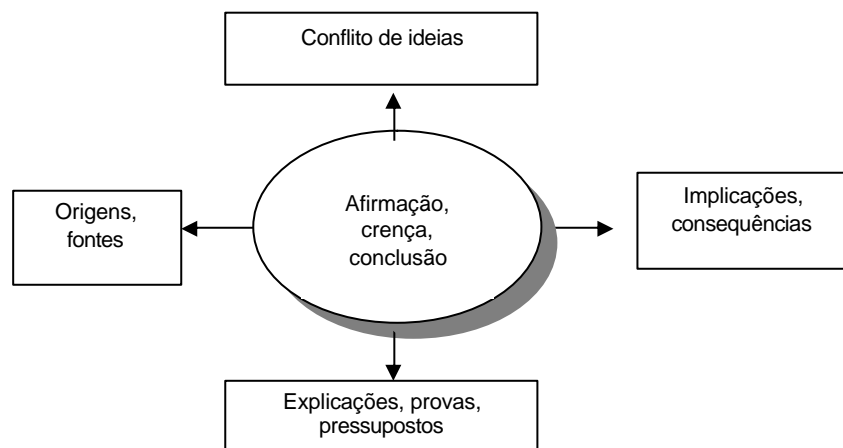 Conflito de ideias
Origens,
fontes
Afirmação,
crença,
conclusão
Implicações,
consequências
Explicações, provas,
pressupostos